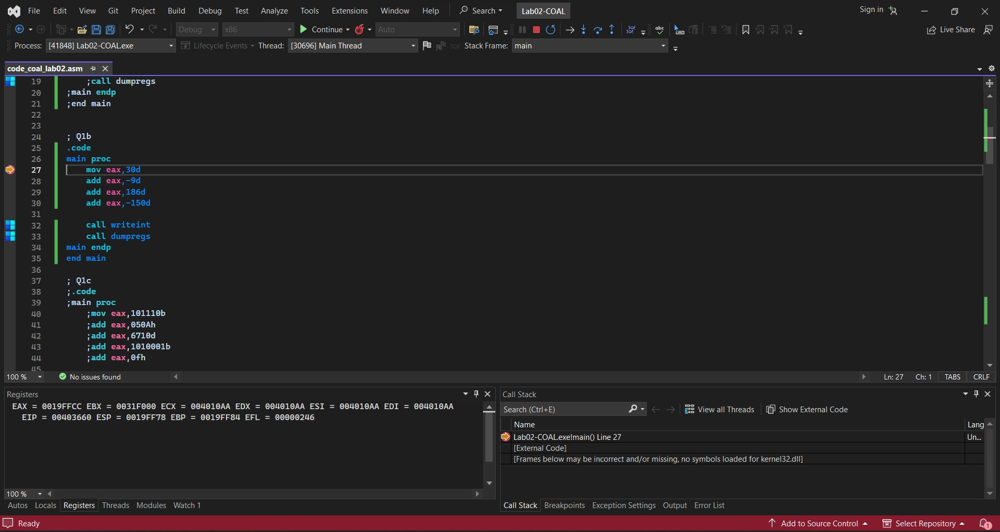 File Edit View Git Project Build Debug Test Analyze Tools Extensions Window Help Search Lab02-COAL Sign in
Debug x86 Continue Auto Live Share
Process: [41848] Lab02-COAL.exe Lifecycle Events Thread: [30696] Main Thread Stack Frame: main
code_coal_lab02.asm
19 ;call dumpregs
20 ;main endp
21 ;end main
22
23
24 ; Q1b
25 .code
26 main proc
27 mov eax,30d
28 add eax,-9d
29 add eax,186d
30 add eax,-150d
31
32 call writeint
33 call dumpregs
34 main endp
35 end main
36
37 ; Q1c
38 ;.code
39 ;main proc
40 ;mov eax,101110b
41 ;add eax,050Ah
42 ;add eax,6710d
43 ;add eax,1010001b
44 ;add eax,0fh
45
100 % No issues found Ln: 27 Ch: 1 TABS CRLF
Registers
EAX = 0019FFCC EBX = 0031F000 ECX = 004010AA EDX = 004010AA ESI = 004010AA EDI = 004010AA
EIP = 00403660 ESP = 0019FF78 EBP = 0019FF84 EFL = 00000246
100 %
Autos Locals Registers Threads Modules Watch 1
Call Stack
Search (Ctrl+E) View all Threads Show External Code
Name Lang
Lab02-COAL.exe!main() Line 27 Un...
[External Code]
[Frames below may be incorrect and/or missing, no symbols loaded for kernel32.dll]
Call Stack Breakpoints Exception Settings Output Error List
Ready Add to Source Control Select Repository 1